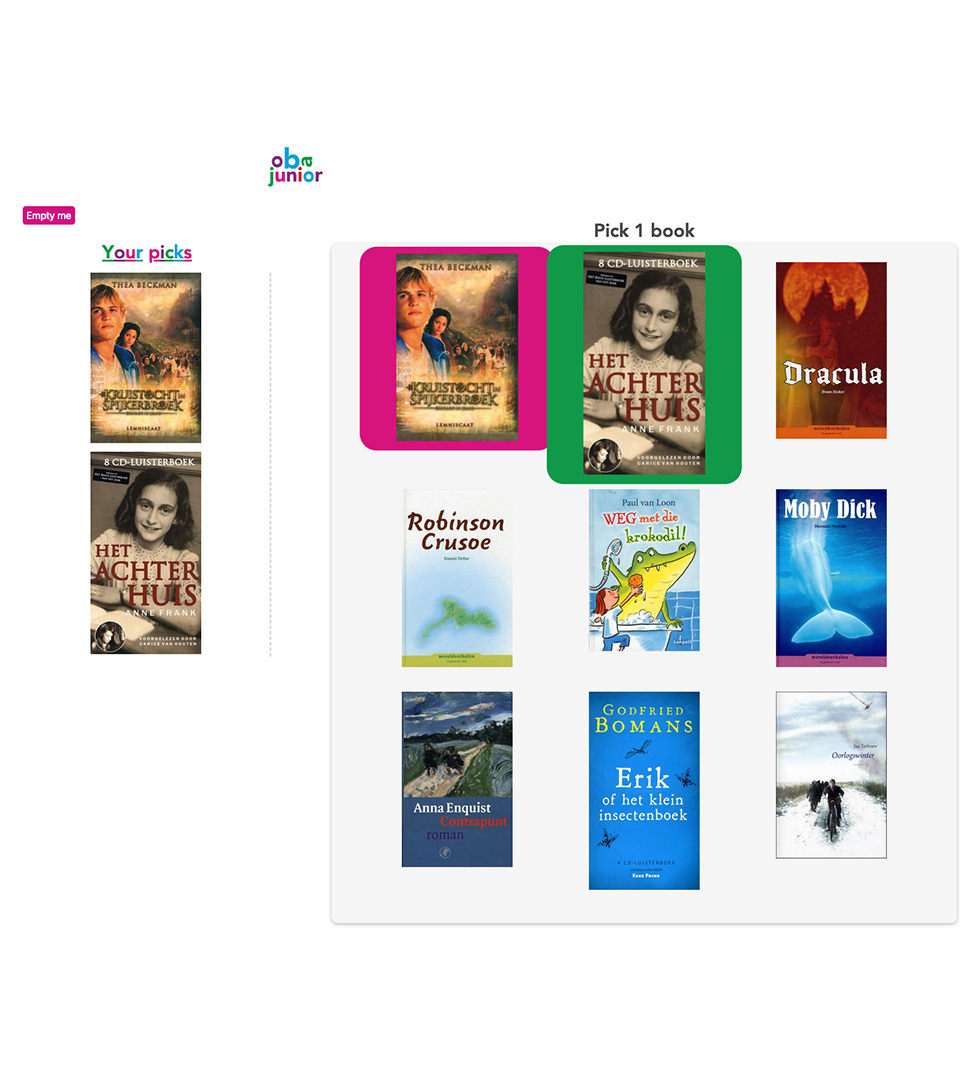 oba
junior
Empty me
Your picks
Pick 1 book
THEA BECKMAN
KRUISTOCHT IN
SPIJKERBROEK
LEMNISCAAT
8 CD-LUISTERBOEK
HET
ACHTER
HUIS
ANNE FRANK
VOORGELEZEN DOOR
CARICE VAN HOUTEN
THEA BECKMAN
KRUISTOCHT IN
SPIJKERBROEK
LEMNISCAAT
8 CD-LUISTERBOEK
HET
ACHTER
HUIS
ANNE FRANK
VOORGELEZEN DOOR
CARICE VAN HOUTEN
Dracula
Bram Stoker
wereldverhalen
Robinson
Crusoe
Daniel Defoe
wereldverhalen
Paul van Loon
WEG met die
krokodil!
Leopold
Moby Dick
Herman Melville
wereldverhalen
Anna Enquist
Contrapunt
roman
GODFRIED
BOMANS
Erik
of het klein
insectenboek
4 CD-LUISTERBOEK
Jan Terlouw
Oorlogswinter